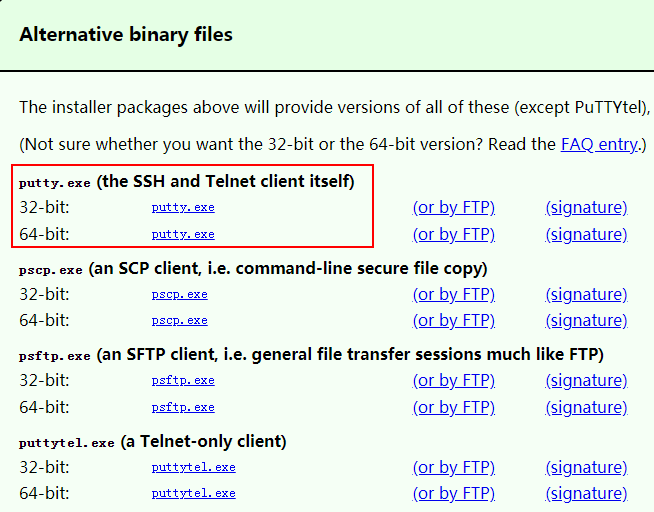 Alternative binary files
The installer packages above will provide versions of all of these (except PuTTYtel),
(Not sure whether you want the 32-bit or the 64-bit version? Read the FAQ entry.)
putty.exe (the SSH and Telnet client itself)
32-bit: putty.exe (or by FTP) (signature)
64-bit: putty.exe (or by FTP) (signature)
pscp.exe (an SCP client, i.e. command-line secure file copy)
32-bit: pscp.exe (or by FTP) (signature)
64-bit: pscp.exe (or by FTP) (signature)
psftp.exe (an SFTP client, i.e. general file transfer sessions much like FTP)
32-bit: psftp.exe (or by FTP) (signature)
64-bit: psftp.exe (or by FTP) (signature)
puttytel.exe (a Telnet-only client)
32-bit: puttytel.exe (or by FTP) (signature)
64-bit: puttytel.exe (or by FTP) (signature)